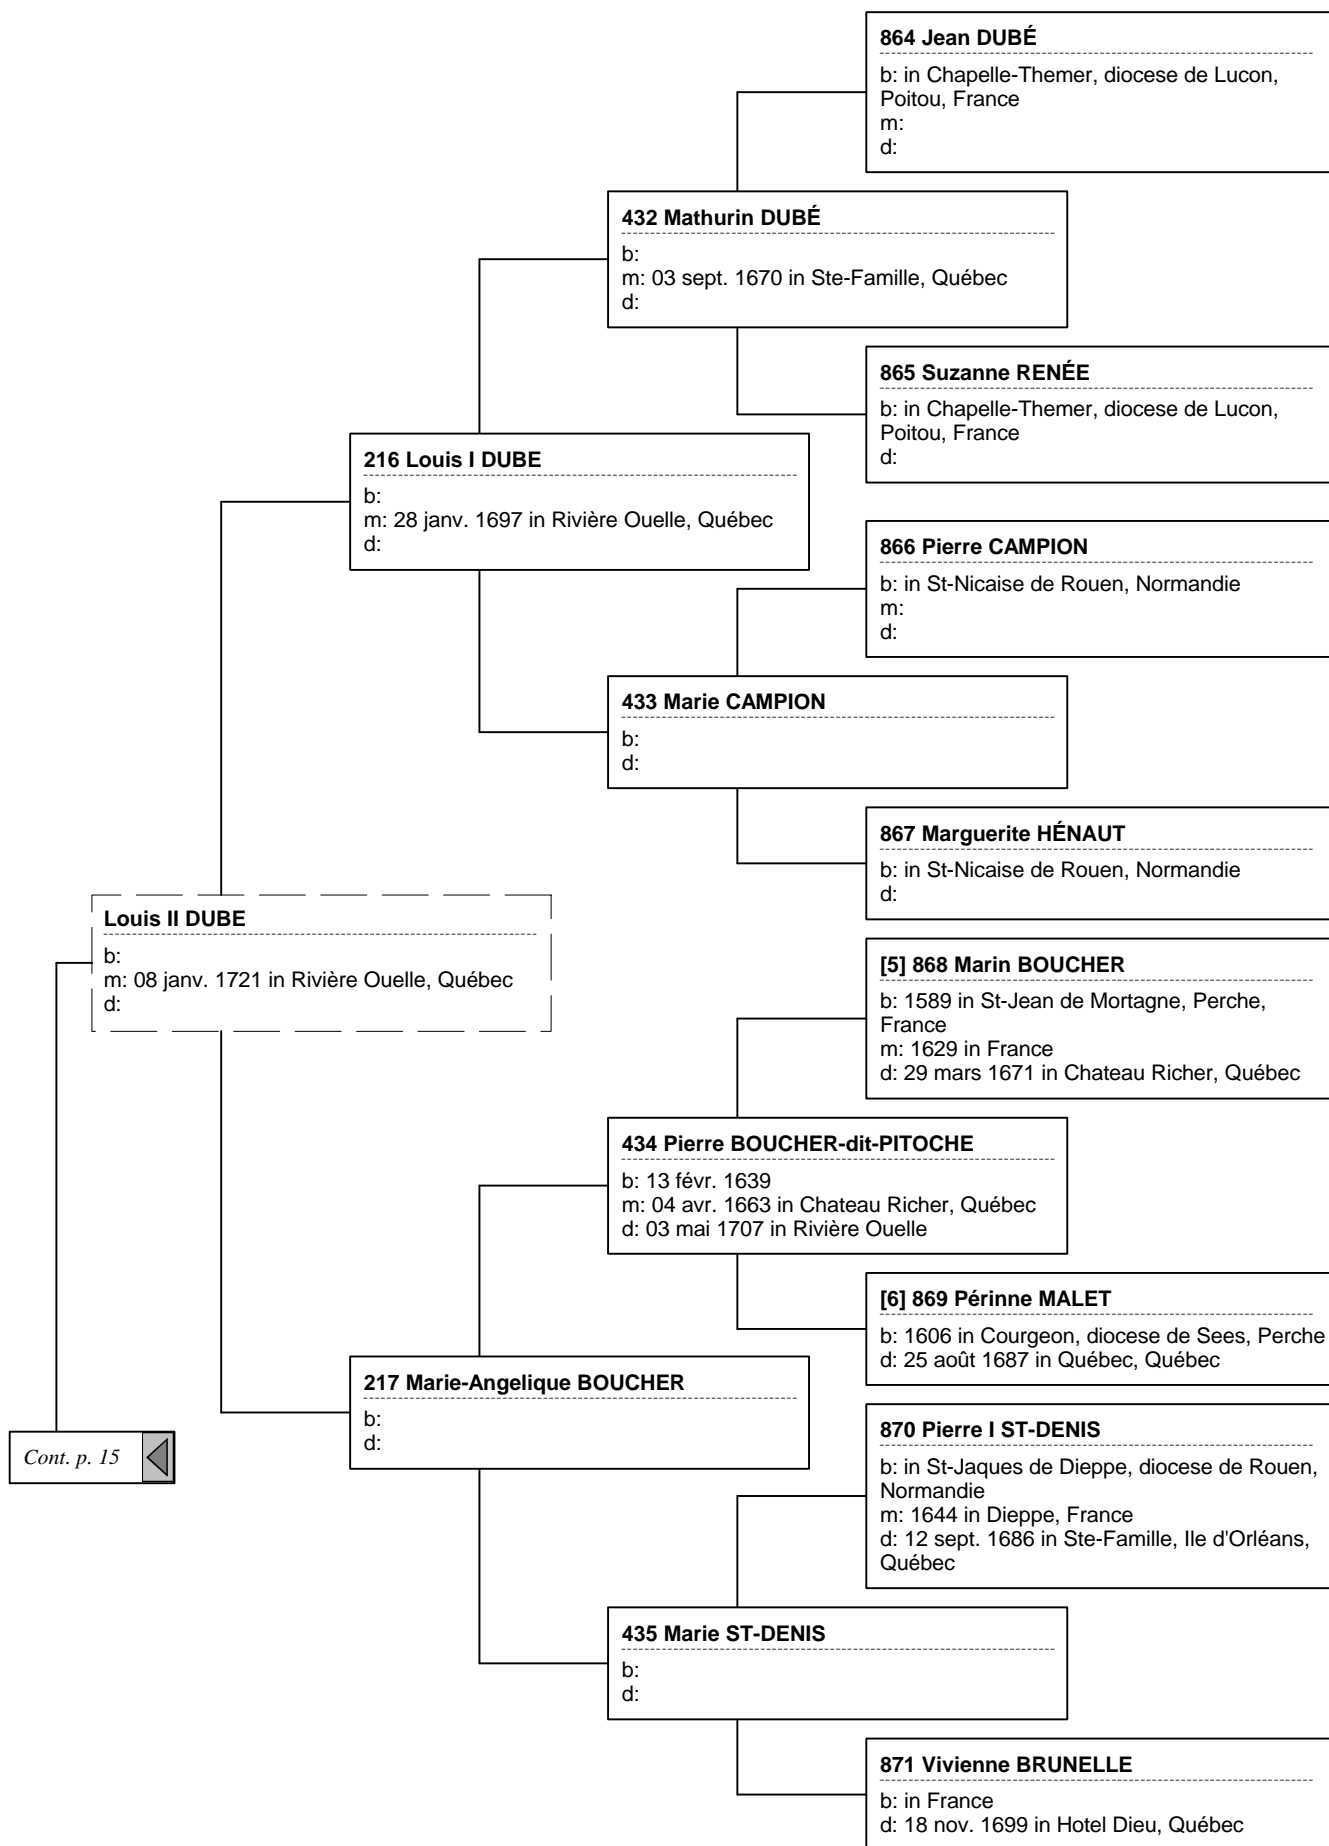 864 Jean DUBÉ
b: in Chapelle-Themer, diocese de Lucon,
Poitou, France
m:
d:
432 Mathurin DUBÉ
b:
m: 03 sept. 1670 in Ste-Famille, Québec
d:
865 Suzanne RENÉE
b: in Chapelle-Themer, diocese de Lucon,
Poitou, France
d:
216 Louis I DUBE
b:
m: 28 janv. 1697 in Rivière Ouelle, Québec
d:
866 Pierre CAMPION
b: in St-Nicaise de Rouen, Normandie
m:
d:
433 Marie CAMPION
b:
d:
867 Marguerite HÉNAUT
b: in St-Nicaise de Rouen, Normandie
d:
Louis II DUBE
b:
m: 08 janv. 1721 in Rivière Ouelle, Québec
d:
[5] 868 Marin BOUCHER
b: 1589 in St-Jean de Mortagne, Perche,
France
m: 1629 in France
d: 29 mars 1671 in Chateau Richer, Québec
434 Pierre BOUCHER-dit-PITOCHE
b: 13 févr. 1639
m: 04 avr. 1663 in Chateau Richer, Québec
d: 03 mai 1707 in Rivière Ouelle
[6] 869 Périnne MALET
b: 1606 in Courgeon, diocese de Sees, Perche
d: 25 août 1687 in Québec, Québec
217 Marie-Angelique BOUCHER
b:
d:
Cont. p. 15
870 Pierre I ST-DENIS
b: in St-Jaques de Dieppe, diocese de Rouen,
Normandie
m: 1644 in Dieppe, France
d: 12 sept. 1686 in Ste-Famille, Ile d'Orléans,
Québec
435 Marie ST-DENIS
b:
d:
871 Vivienne BRUNELLE
b: in France
d: 18 nov. 1699 in Hotel Dieu, Québec